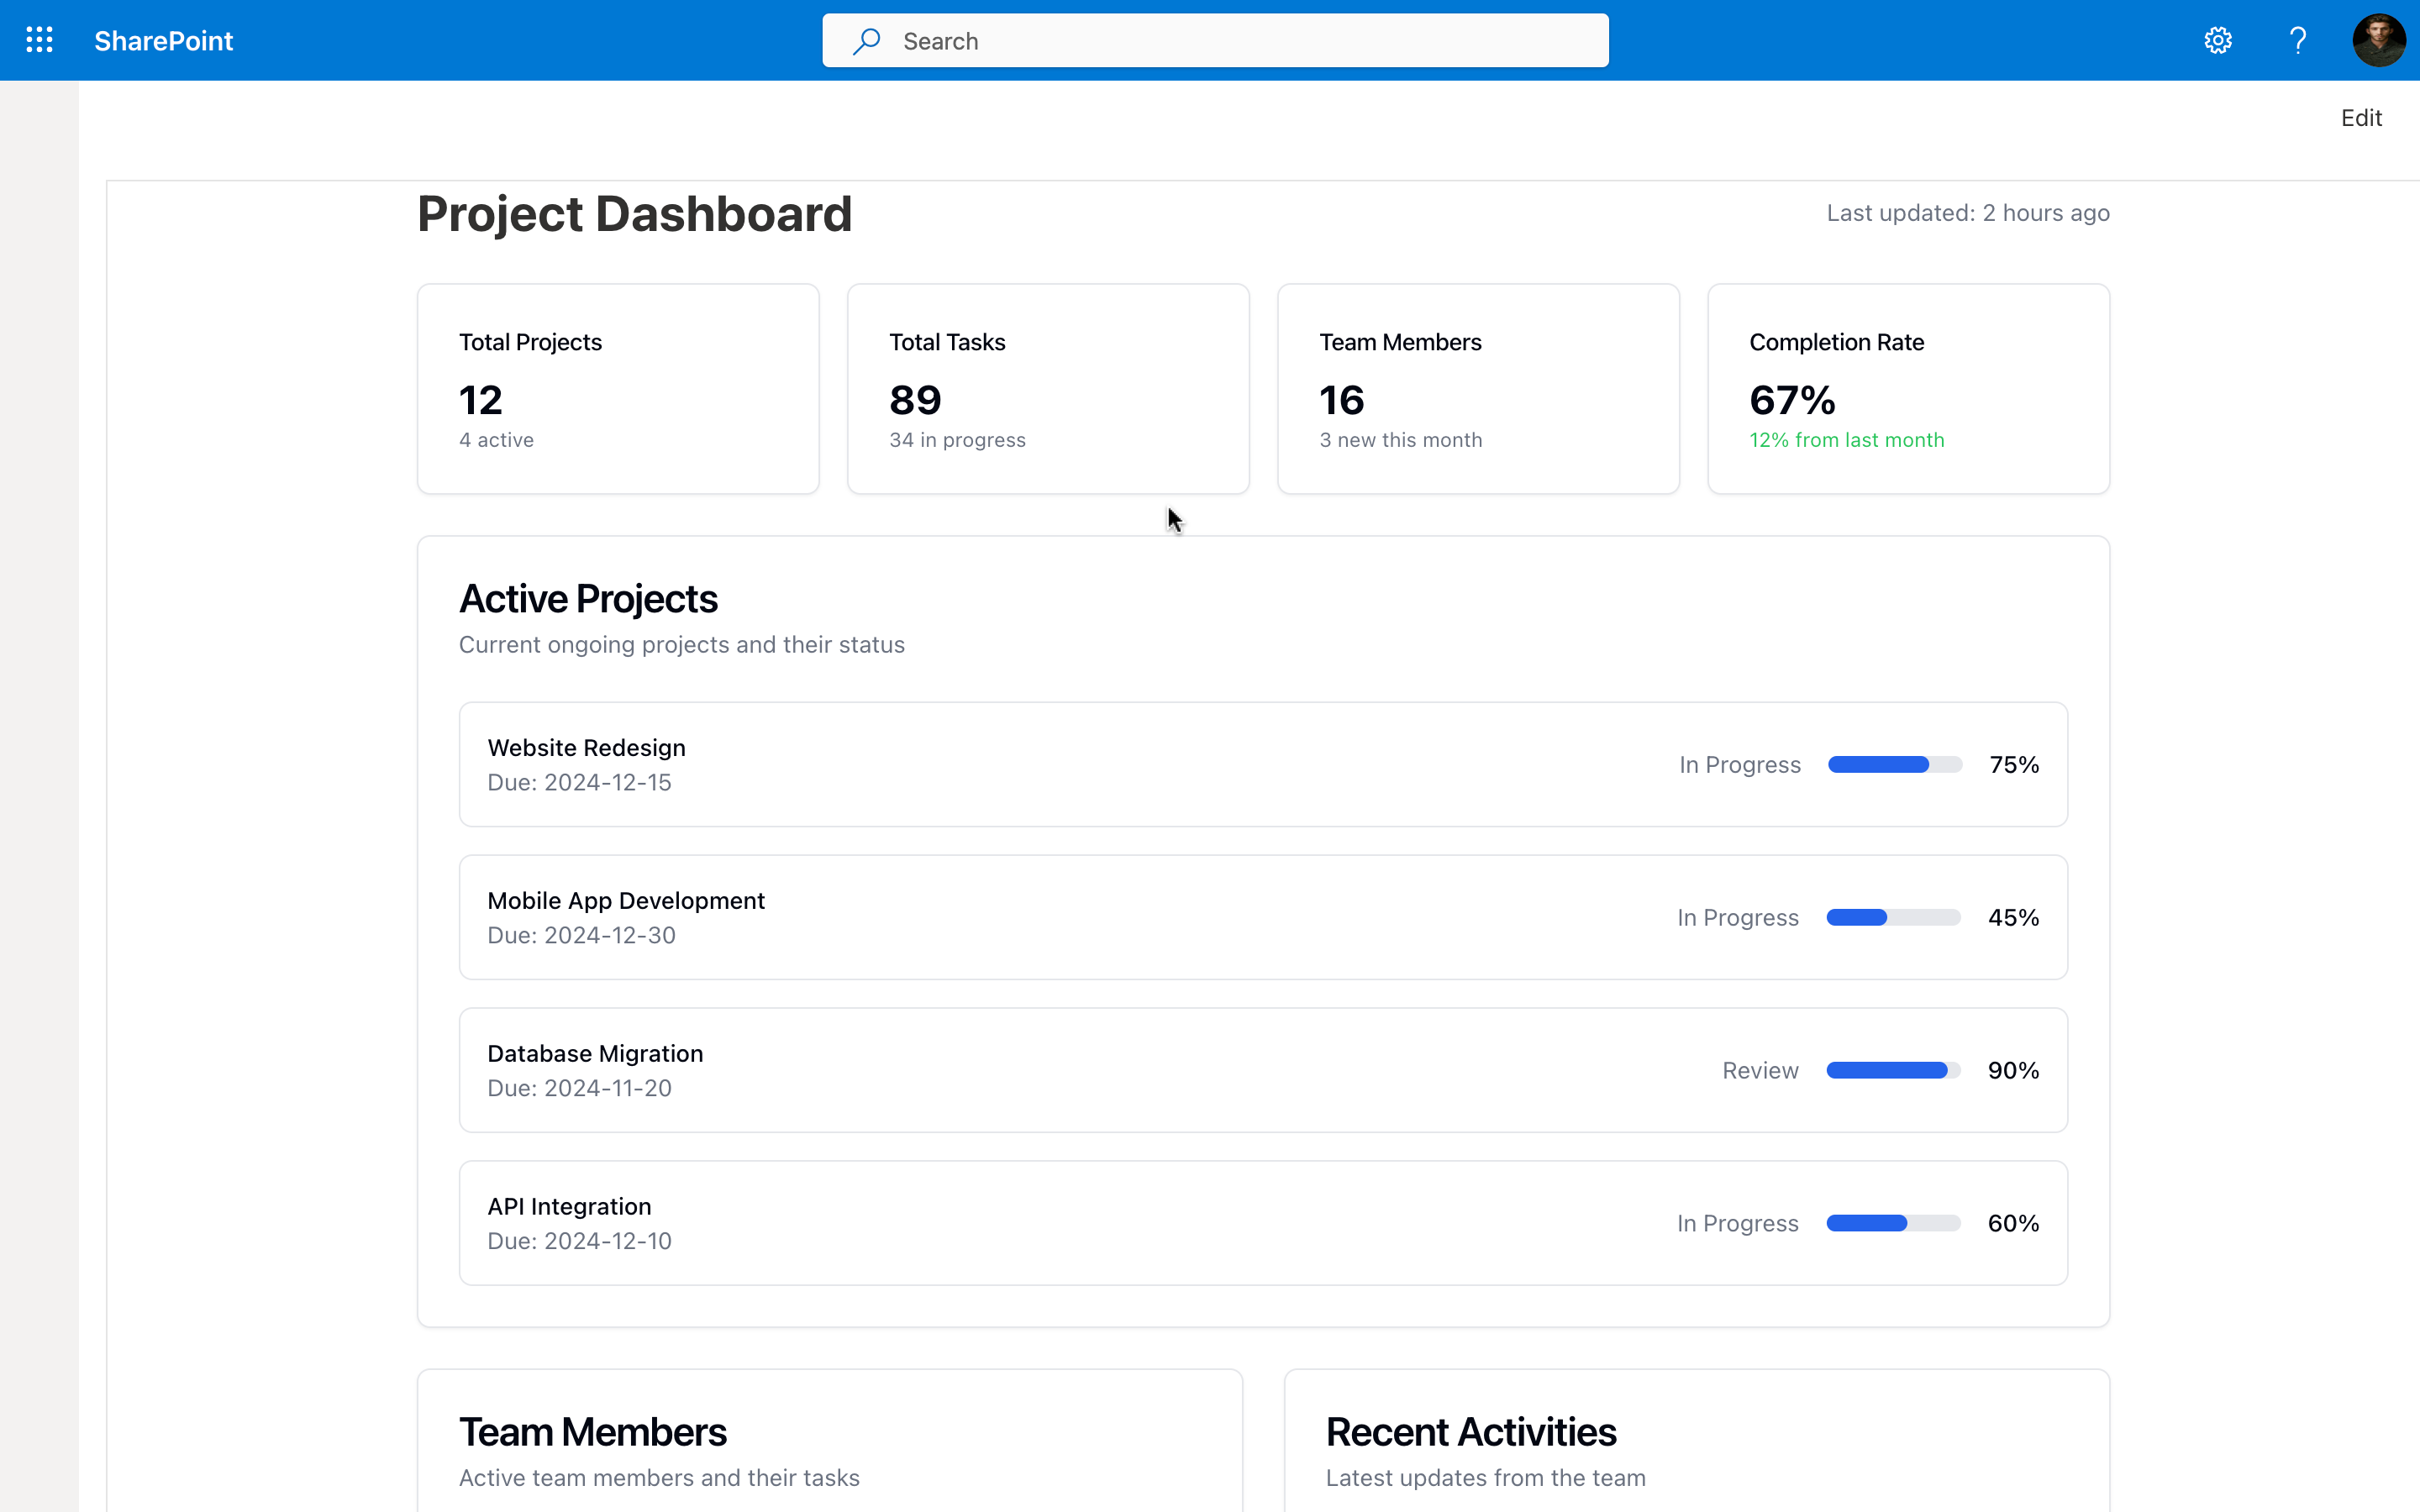 SharePoint
Search
Edit
Project Dashboard
Last updated: 2 hours ago
Total Projects
12
4 active
Total Tasks
89
34 in progress
Team Members
16
3 new this month
Completion Rate
67%
12% from last month
Active Projects
Current ongoing projects and their status
Website Redesign
Due: 2024-12-15
In Progress
75%
Mobile App Development
Due: 2024-12-30
In Progress
45%
Database Migration
Due: 2024-11-20
Review
90%
API Integration
Due: 2024-12-10
In Progress
60%
Team Members
Active team members and their tasks
Recent Activities
Latest updates from the team